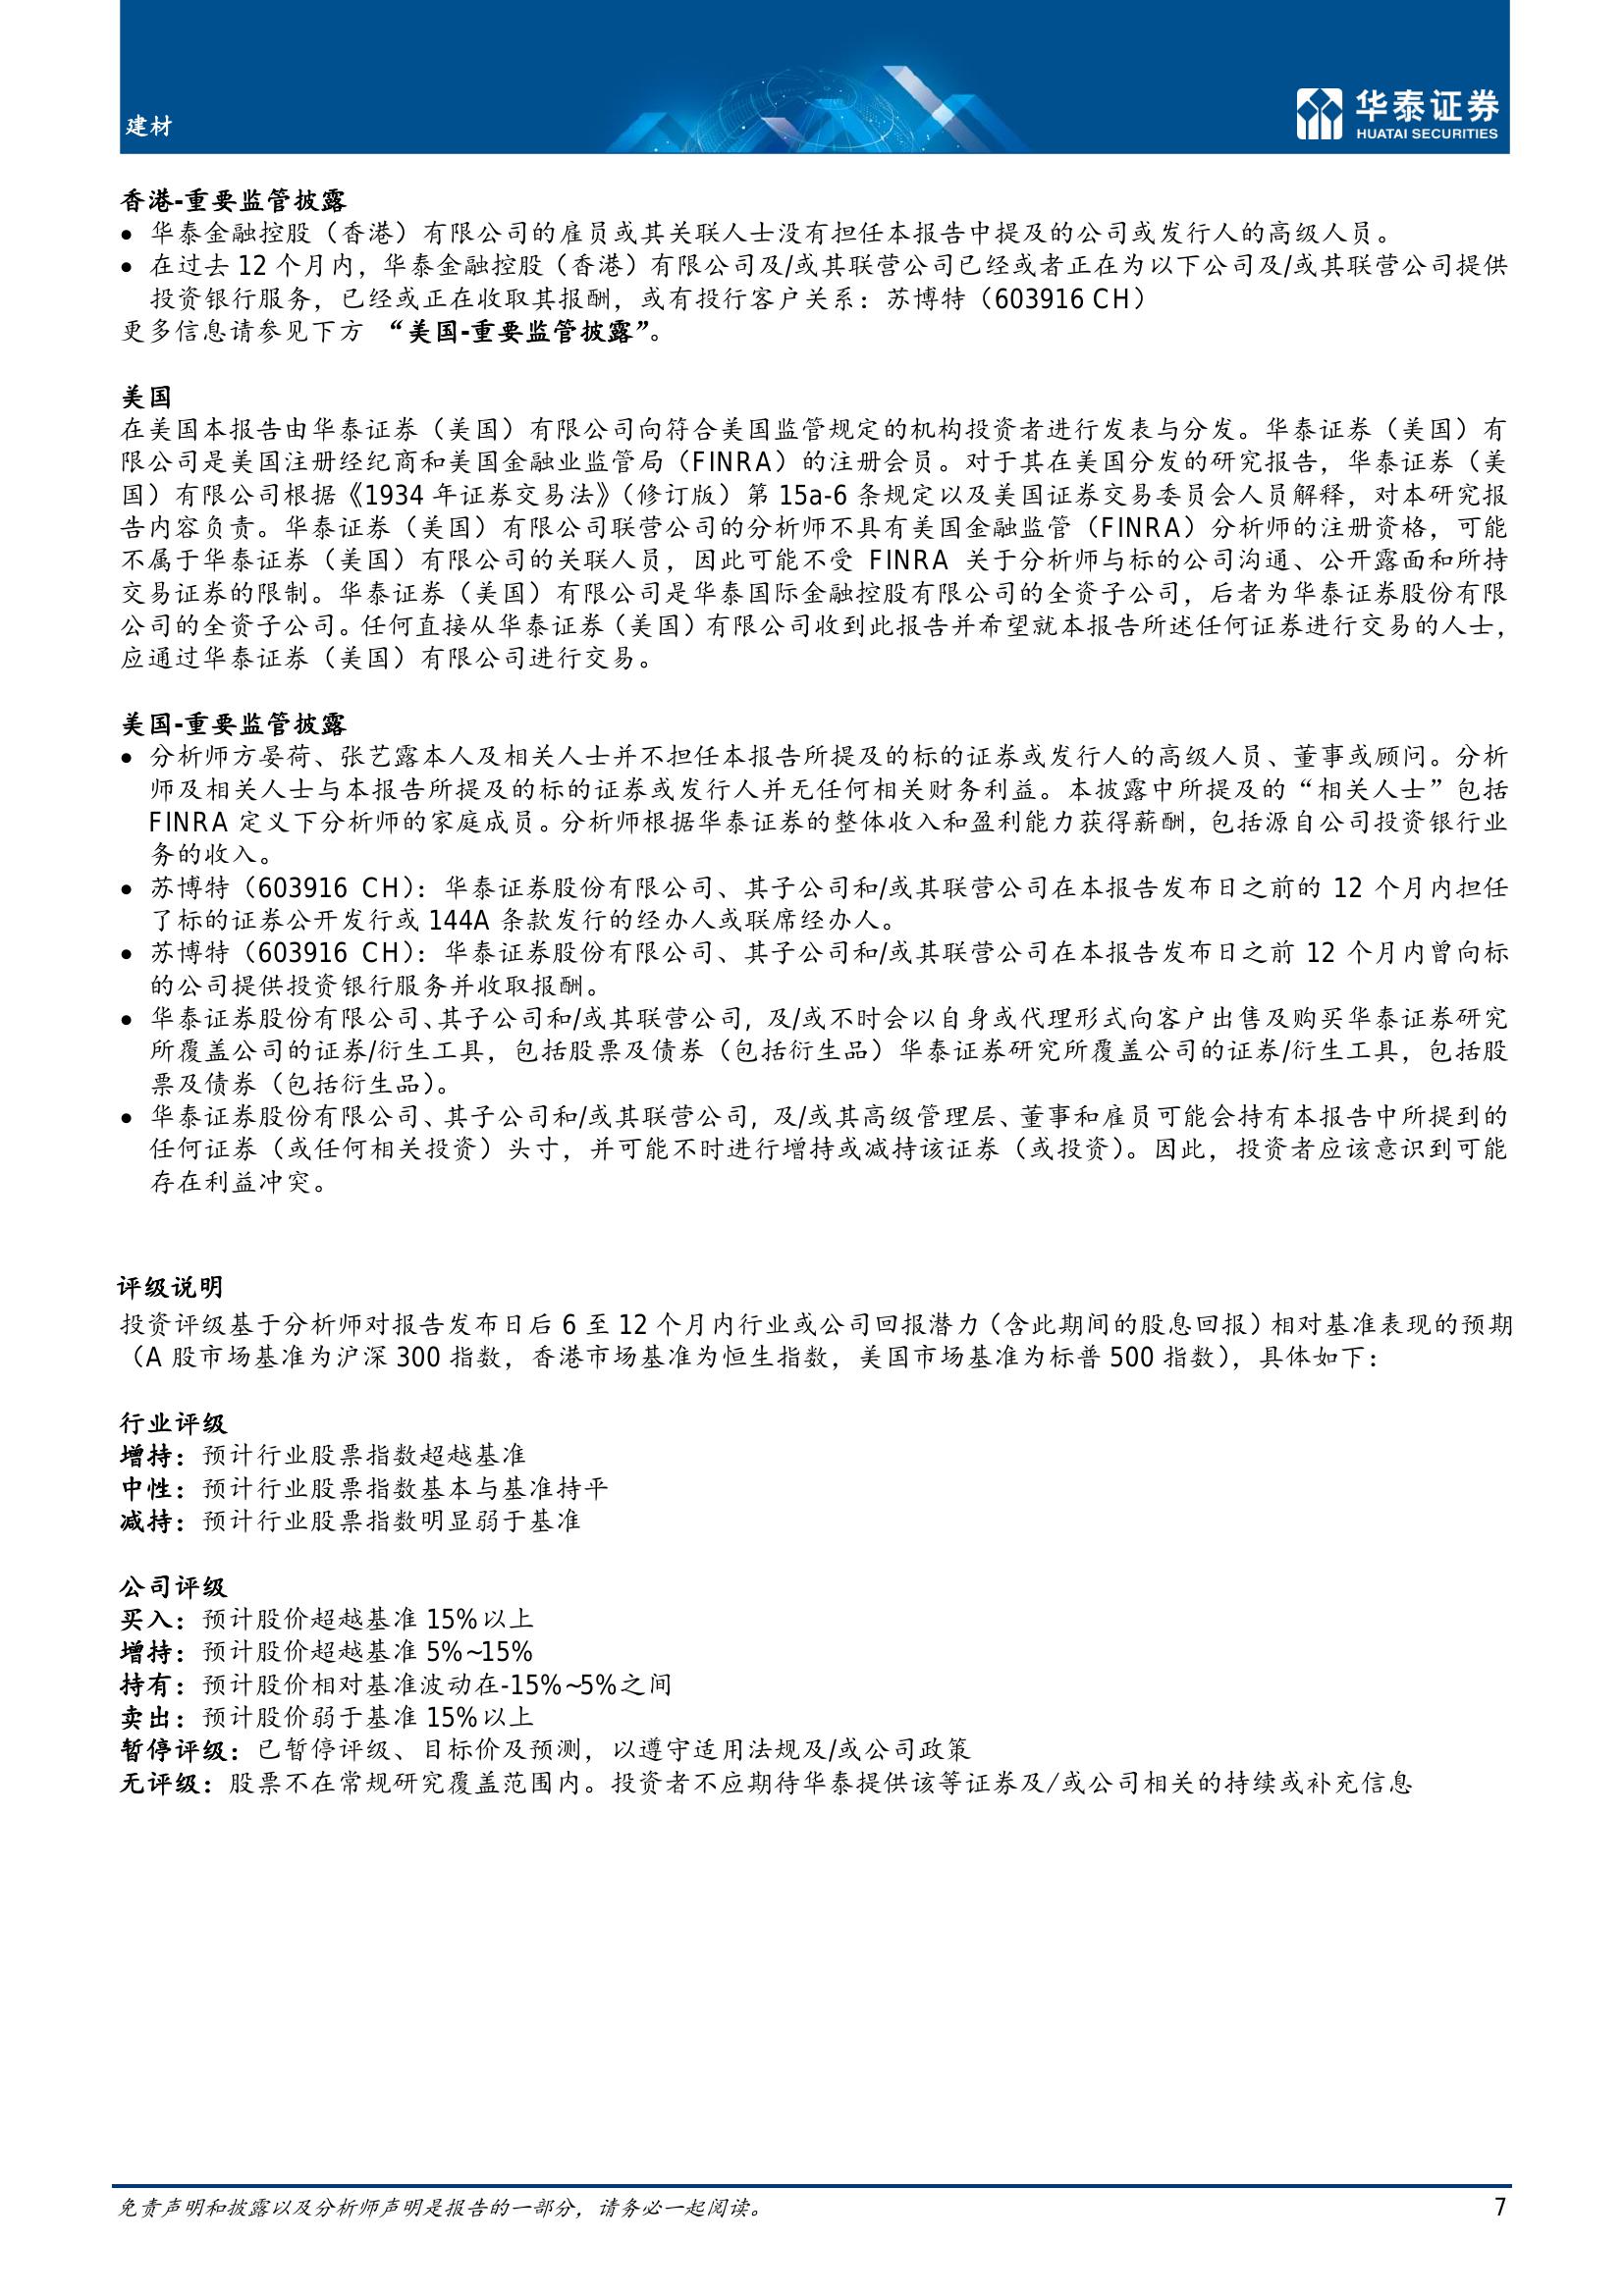 建材
华泰证券
HUATAI SECURITIES
香港-重要监管披露
• 华泰金融控股（香港）有限公司的雇员或其关联人士没有担任本报告中提及的公司或发行人的高级人员。
• 在过去 12 个月内，华泰金融控股（香港）有限公司及/或其联营公司已经或者正在为以下公司及/或其联营公司提供
投资银行服务，已经或正在收取其报酬，或有投行客户关系：苏博特（603916 CH）
更多信息请参见下方 “美国-重要监管披露”。
美国
在美国本报告由华泰证券（美国）有限公司向符合美国监管规定的机构投资者进行发表与分发。华泰证券（美国）有
限公司是美国注册经纪商和美国金融业监管局（FINRA）的注册会员。对于其在美国分发的研究报告，华泰证券（美
国）有限公司根据《1934 年证券交易法》（修订版）第 15a-6 条规定以及美国证券交易委员会人员解释，对本研究报
告内容负责。华泰证券（美国）有限公司联营公司的分析师不具有美国金融监管（FINRA）分析师的注册资格，可能
不属于华泰证券（美国）有限公司的关联人员，因此可能不受 FINRA 关于分析师与标的公司沟通、公开露面和所持
交易证券的限制。华泰证券（美国）有限公司是华泰国际金融控股有限公司的全资子公司，后者为华泰证券股份有限
公司的全资子公司。任何直接从华泰证券（美国）有限公司收到此报告并希望就本报告所述任何证券进行交易的人士，
应通过华泰证券（美国）有限公司进行交易。
美国-重要监管披露
• 分析师方晏荷、张艺露本人及相关人士并不担任本报告所提及的标的证券或发行人的高级人员、董事或顾问。分析
师及相关人士与本报告所提及的标的证券或发行人并无任何相关财务利益。本披露中所提及的“相关人士”包括
FINRA 定义下分析师的家庭成员。分析师根据华泰证券的整体收入和盈利能力获得薪酬，包括源自公司投资银行业
务的收入。
• 苏博特（603916 CH）：华泰证券股份有限公司、其子公司和/或其联营公司在本报告发布日之前的 12 个月内担任
了标的证券公开发行或 144A 条款发行的经办人或联席经办人。
• 苏博特（603916 CH）：华泰证券股份有限公司、其子公司和/或其联营公司在本报告发布日之前 12 个月内曾向标
的公司提供投资银行服务并收取报酬。
• 华泰证券股份有限公司、其子公司和/或其联营公司, 及/或不时会以自身或代理形式向客户出售及购买华泰证券研究
所覆盖公司的证券/衍生工具，包括股票及债券（包括衍生品）华泰证券研究所覆盖公司的证券/衍生工具，包括股
票及债券（包括衍生品）。
• 华泰证券股份有限公司、其子公司和/或其联营公司, 及/或其高级管理层、董事和雇员可能会持有本报告中所提到的
任何证券（或任何相关投资）头寸，并可能不时进行增持或减持该证券（或投资）。因此，投资者应该意识到可能
存在利益冲突。
评级说明
投资评级基于分析师对报告发布日后 6 至 12 个月内行业或公司回报潜力（含此期间的股息回报）相对基准表现的预期
（A 股市场基准为沪深 300 指数，香港市场基准为恒生指数，美国市场基准为标普 500 指数），具体如下：
行业评级
增持：预计行业股票指数超越基准
中性：预计行业股票指数基本与基准持平
减持：预计行业股票指数明显弱于基准
公司评级
买入：预计股价超越基准 15%以上
增持：预计股价超越基准 5%~15%
持有：预计股价相对基准波动在-15%~5%之间
卖出：预计股价弱于基准 15%以上
暂停评级：已暂停评级、目标价及预测，以遵守适用法规及/或公司政策
无评级：股票不在常规研究覆盖范围内。投资者不应期待华泰提供该等证券及/或公司相关的持续或补充信息
免责声明和披露以及分析师声明是报告的一部分，请务必一起阅读。
7